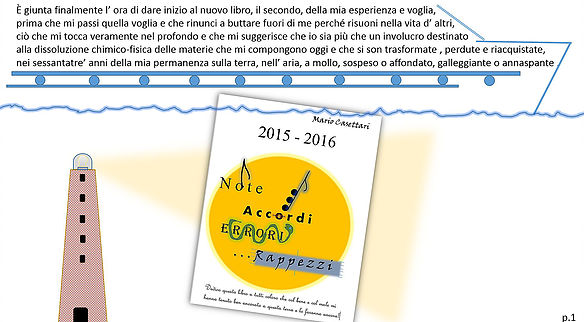 È giunta finalmente l' ora di dare inizio al nuovo libro, il secondo, della mia esperienza e voglia,
prima che mi passi quella voglia e che rinunci a buttare fuori di me perché risuoni nella vita d' altri,
ciò che mi tocca veramente nel profondo e che mi suggerisce che io sia più che un involucro destinato
alla dissoluzione chimico-fisica delle materie che mi compongono oggi e che si son trasformate , perdute e riacquistate,
nei sessantatre' anni della mia permanenza sulla terra, nell' aria, a mollo, sospeso o affondato, galleggiante o annaspante .
Mario Casettari
2015 - 2016
Note
Accordi
ERRORI
...Rappezzi
Dedico questo libro a tutti coloro che col bene o col male mi
hanno tenuto ben ancorato a questa terra e lo faranno ancora!
p.1